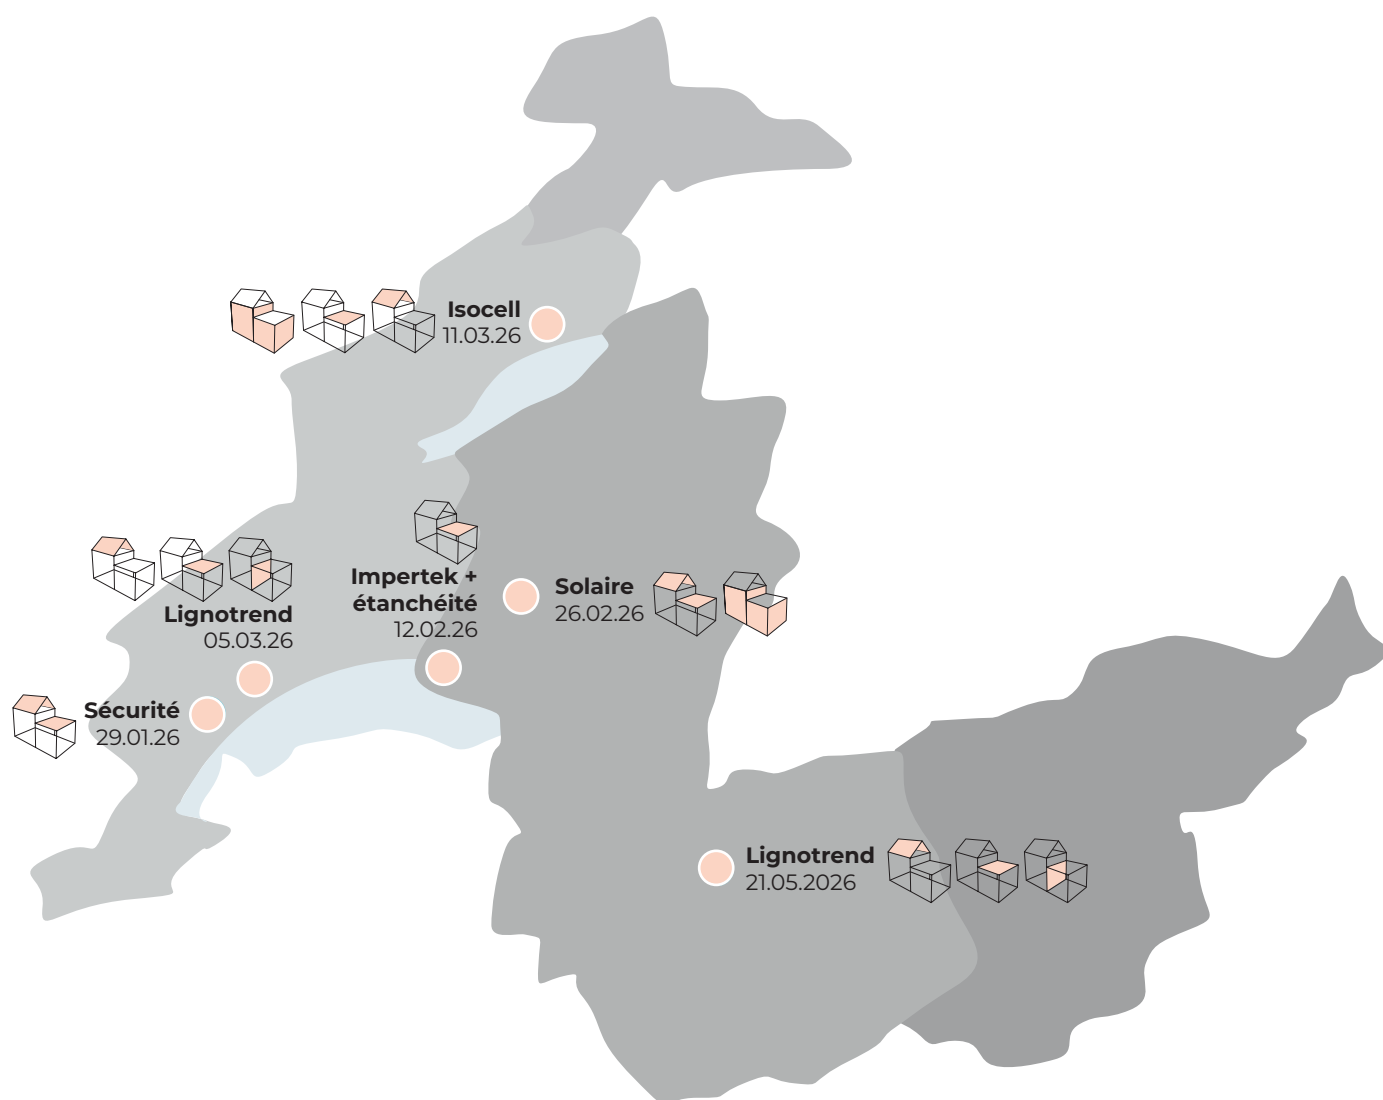 Isocell
11.03.26
Impertek +
étanchéité
12.02.26
Solaire
26.02.26
Lignotrend
05.03.26
Sécurité
29.01.26
Lignotrend
21.05.2026